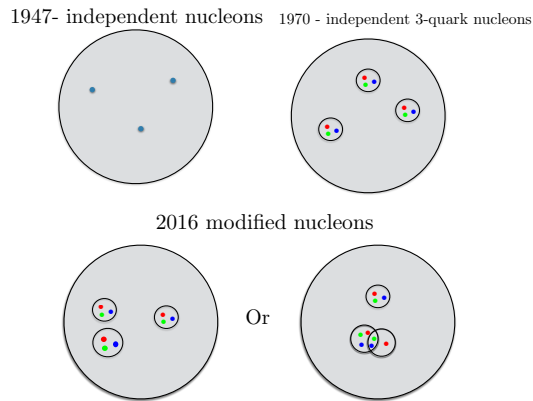 1947- independent nucleons
1970 - independent 3-quark nucleons
2016 modified nucleons
Or